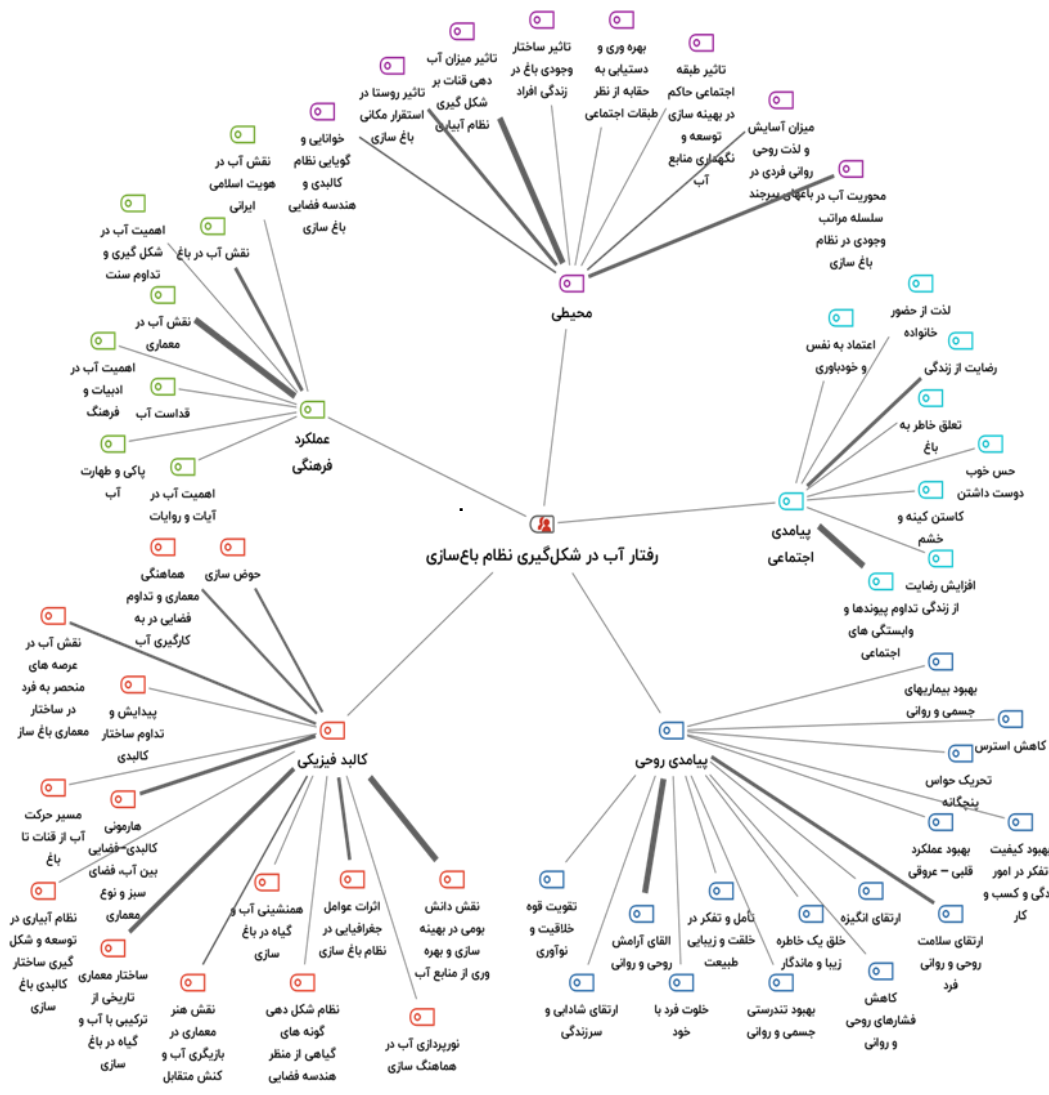 تاثیر طبقه
اجتماعی حاکم
در بهینه سازی
توسعه و
نگهداری منابع
آب
بهره وری و
دستیابی به
حقابه از نظر
طبقات اجتماعی
تاثیر ساختار
وجودی باغ در
زندگی افراد
تاثیر میزان آب
دهی قنات بر
شکل گیری
نظام آبیاری
تاثیر روستا در
استقرار مکانی
باغ سازی
خوانایی و
گویایی نظام
کالبدی و
هندسه فضایی
باغ سازی
میزان آسایش
و لذت روحی
روانی فردی در
باغهای بیرجند
محوریت آب در
سلسله مراتب
وجودی در نظام
باغ سازی
محیطی
نقش آب در
هویت اسلامی
ایرانی
نقش آب در باغ
اهمیت آب در
شکل گیری و
تداوم سنت
نقش آب در
معماری
اهمیت آب در
ادبیات و
فرهنگ
قداست آب
پاکی و طهارت
آب
اهمیت آب در
آیات و روایات
عملکرد
فرهنگی
لذت از حضور
خانواده
اعتماد به نفس
و خودباوری
رضایت از زندگی
تعلق خاطر به
باغ
حس خوب
دوست داشتن
کاستن کینه و
خشم
افزایش رضایت
از زندگی
تداوم پیوندها و
وابستگی های
اجتماعی
پیامدی
اجتماعی
رفتار آب در شکل‌گیری نظام باغ‌سازی
حوض سازی
هماهنگی
معماری و تداوم
فضایی در به
کارگیری آب
نقش آب در
عرصه های
منحصر به فرد
در ساختار
معماری باغ ساز
پیدایش و
تداوم ساختار
کالبدی
مسیر حرکت
آب از قنات تا
باغ
هارمونی
کالبدی-فضایی
بین آب، فضای
سبز و نوع
معماری
نظام آبیاری در
توسعه و شکل
گیری ساختار
کالبدی باغ
سازی
ساختار معماری
تاریخی از
ترکیبی با آب و
گیاه در باغ
سازی
همنشینی آب و
گیاه در باغ
سازی
نقش هنر
معماری در
بازیگری آب و
کنش متقابل
اثرات عوامل
جغرافیایی در
نظام باغ سازی
نظام شکل دهی
گونه های
گیاهی از منظر
هندسه فضایی
نقش دانش
بومی در بهینه
سازی و بهره
وری از منابع آب
نورپردازی آب در
هماهنگ سازی
کالبد فیزیکی
بهبود بیماریهای
جسمی و روانی
کاهش استرس
تحریک حواس
پنجگانه
بهبود کیفیت
تفکر در امور
دگی و کسب و
کار
بهبود عملکرد
قلبی – عروقی
ارتقای سلامت
روحی و روانی
فرد
ارتقای انگیزه
کاهش
فشارهای روحی
و روانی
خلق یک خاطره
زیبا و ماندگار
بهبود تندرستی
جسمی و روانی
تأمل و تفکر در
خلقت و زیبایی
طبیعت
خلوت فرد با
خود
القای آرامش
روحی و روانی
ارتقای شادابی و
سرزندگی
تقویت قوه
خلاقیت و
نوآوری
پیامدی روحی